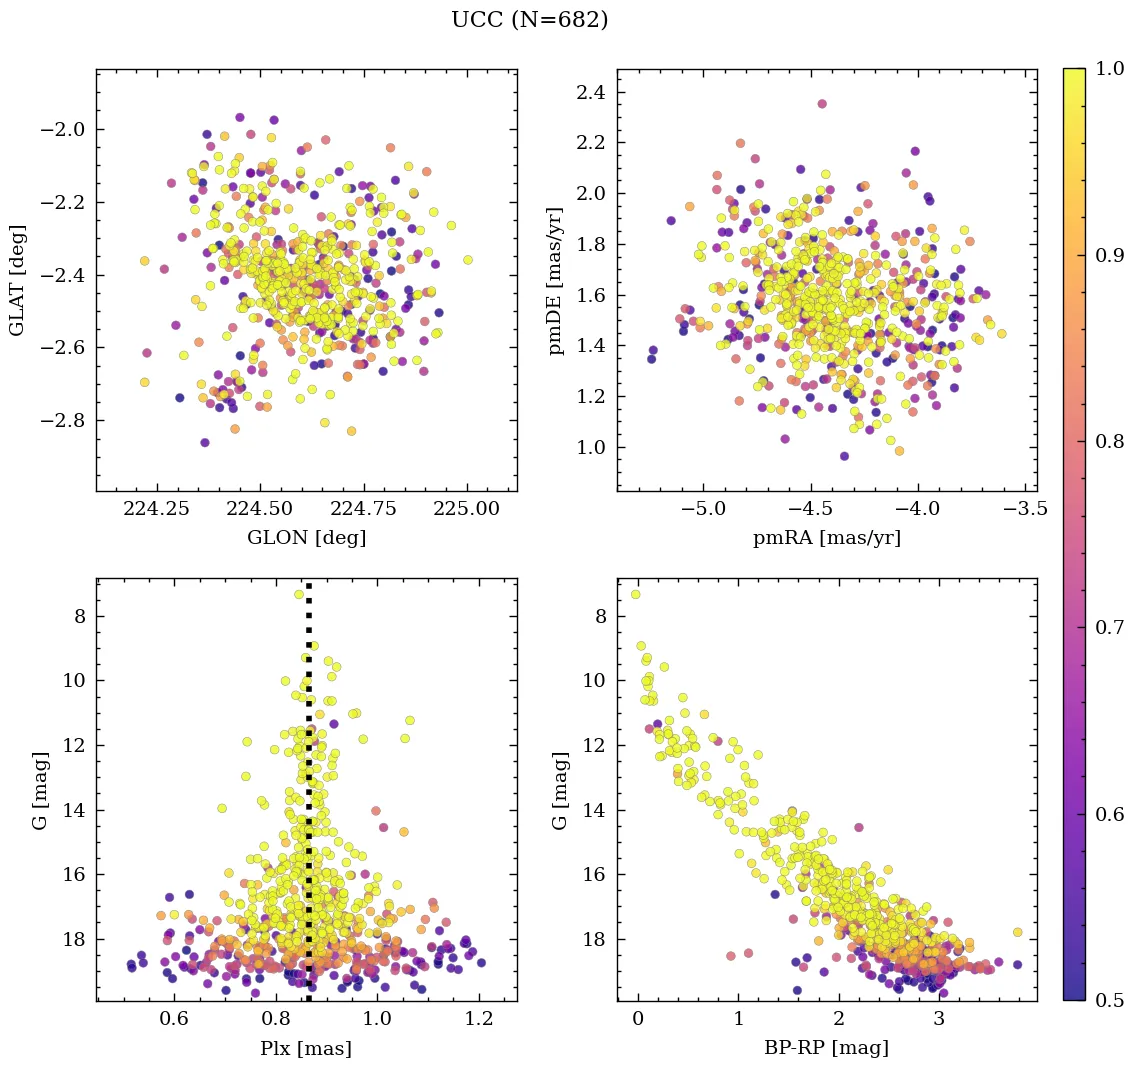 UCC (N=682)
−2.0
−2.2
−2.4
−2.6
−2.8
GLAT [deg]
224.25 224.50 224.75 225.00
GLON [deg]
2.4
2.2
2.0
1.8
1.6
1.4
1.2
1.0
pmDE [mas/yr]
−5.0 −4.5 −4.0 −3.5
pmRA [mas/yr]
8
10
12
14
16
18
G [mag]
0.6 0.8 1.0 1.2
Plx [mas]
8
10
12
14
16
18
G [mag]
0 1 2 3
BP-RP [mag]
1.0
0.9
0.8
0.7
0.6
0.5